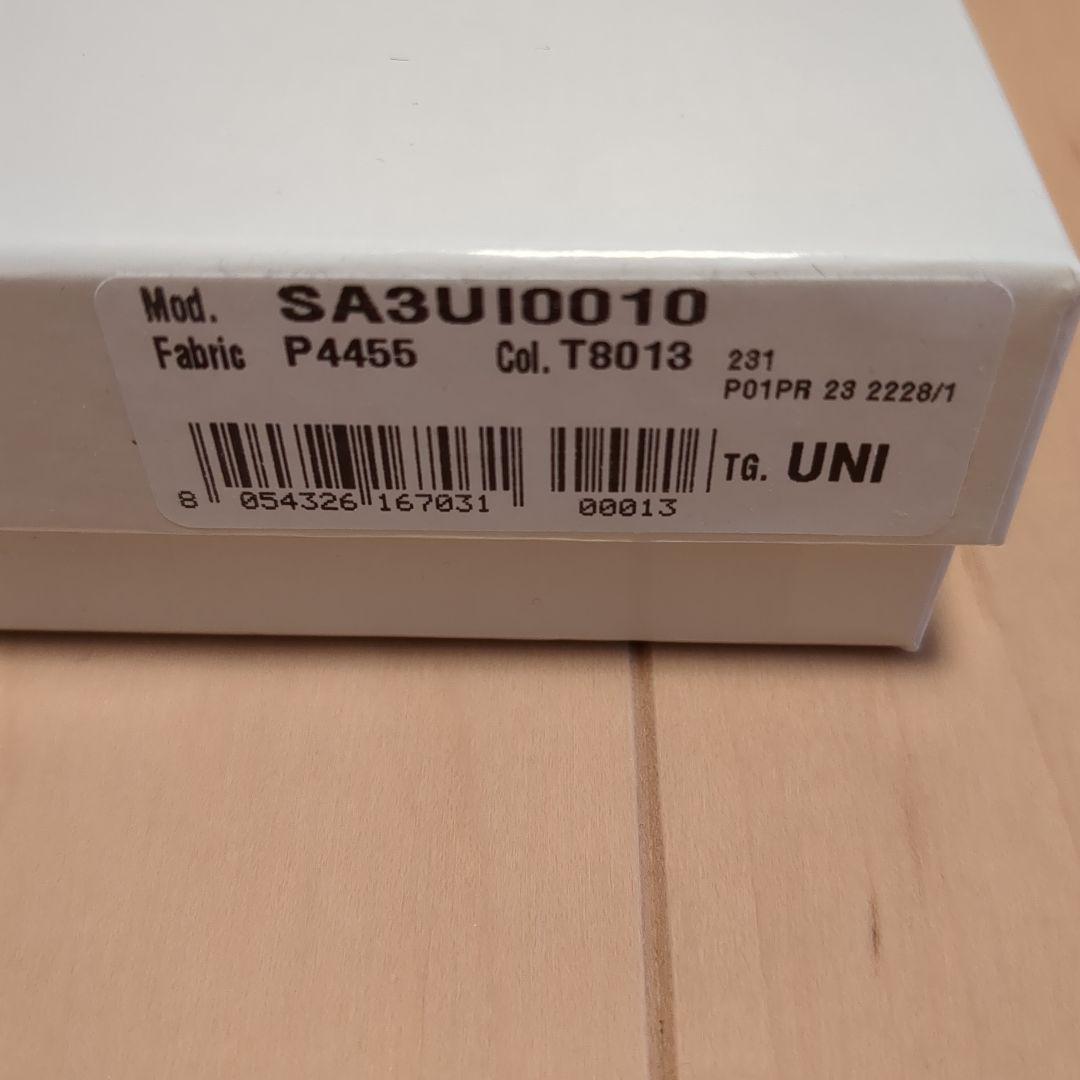 Mod. SA3UI0010
Fabric P4455 Col. T8013 231
P01PR 23 2228/1
TG. UNI
8 054326 167031 00013